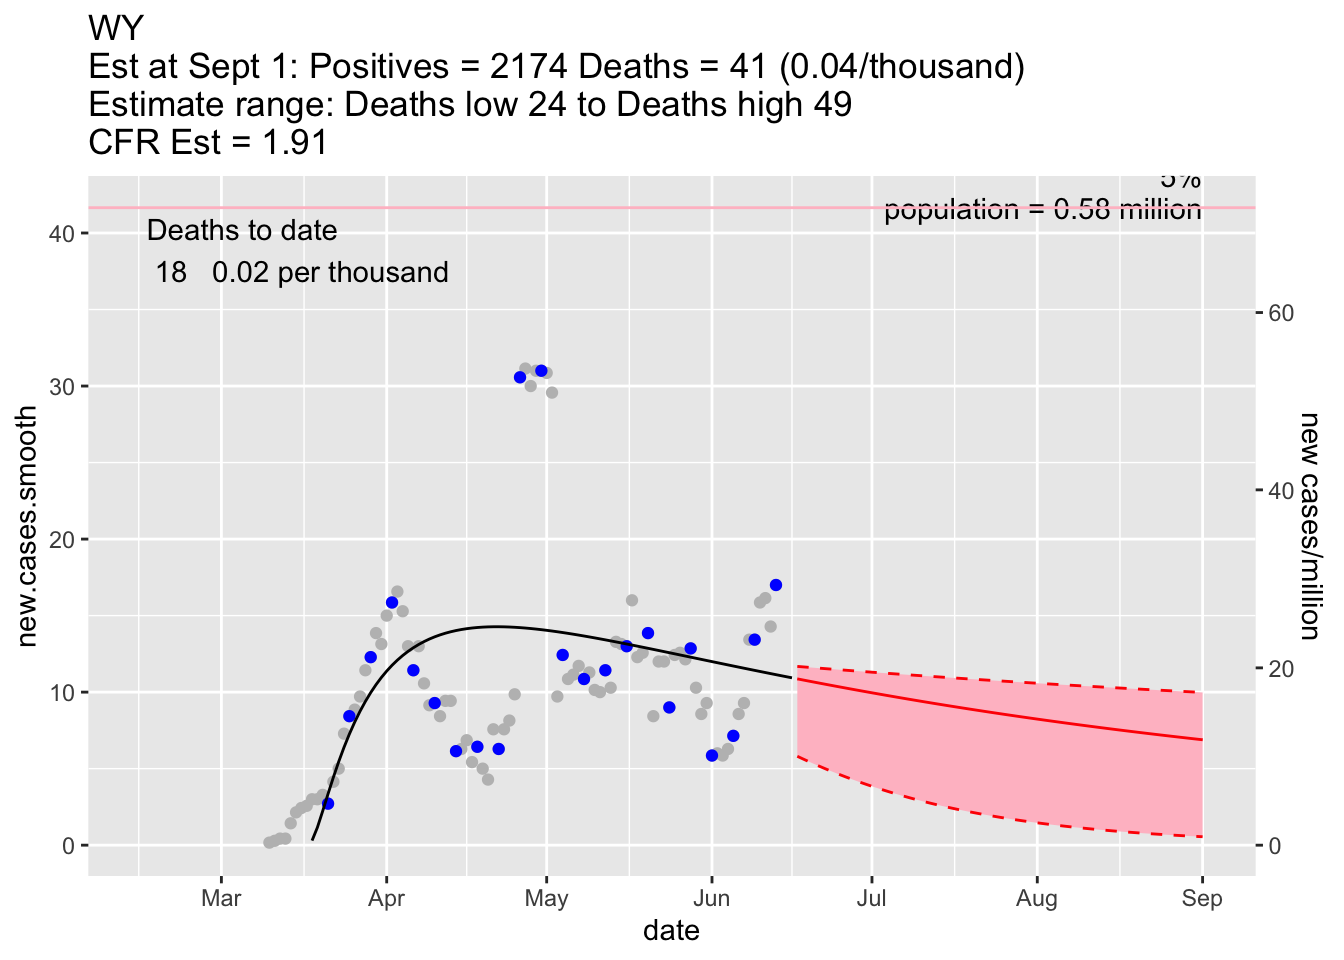 WY
Est at Sept 1: Positives = 2174 Deaths = 41 (0.04/thousand)
Estimate range: Deaths low 24 to Deaths high 49
CFR Est = 1.91
5%
population = 0.58 million
Deaths to date
18 0.02 per thousand
40
30
20
10
0
new.cases.smooth
60
40
20
0
new cases/million
Mar
Apr
May
Jun
Jul
Aug
Sep
date